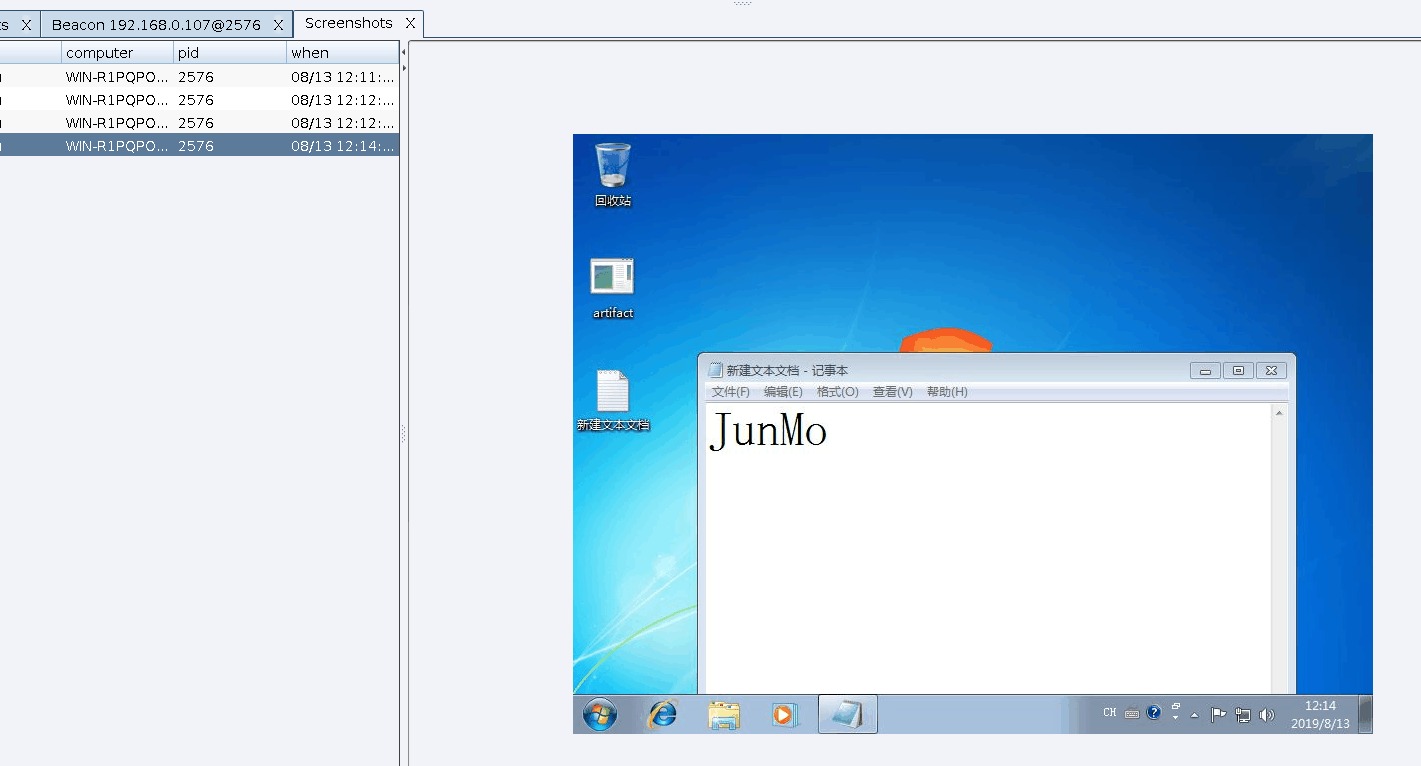 s X Beacon 192.168.0.107@2576 X Screenshots X
computer pid when
WIN-R1PQPO... 2576 08/13 12:11:...
WIN-R1PQPO... 2576 08/13 12:12:...
WIN-R1PQPO... 2576 08/13 12:12:...
WIN-R1PQPO... 2576 08/13 12:14:...
回收站
artifact
新建文本文档
新建文本文档 - 记事本
文件(F) 编辑(E) 格式(O) 查看(V) 帮助(H)
JunMo
CH
12:14
2019/8/13